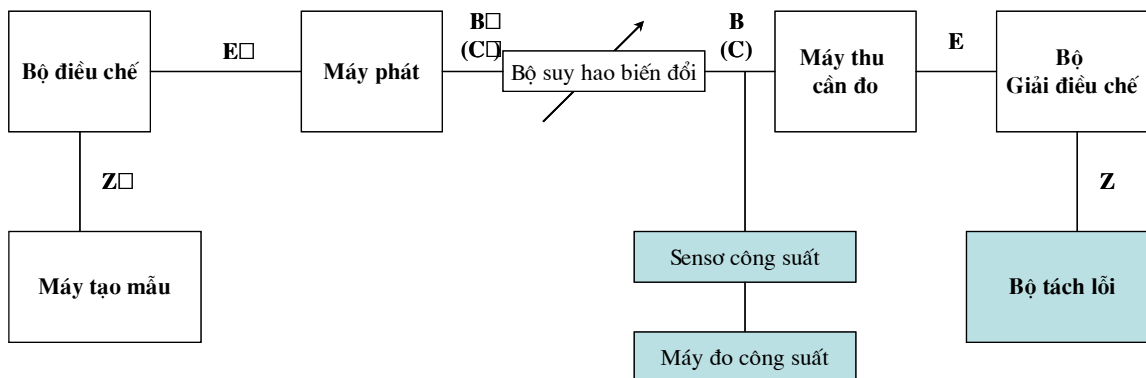 B□
(C□)
B
(C)
Bộ điều chế
E□
Máy phát
Bộ suy hao biến đổi
Máy thu
cần đo
E
Bộ
Giải điều chế
Z□
Z
Máy tạo mẫu
Sensơ công suất
Bộ tách lỗi
Máy đo công suất